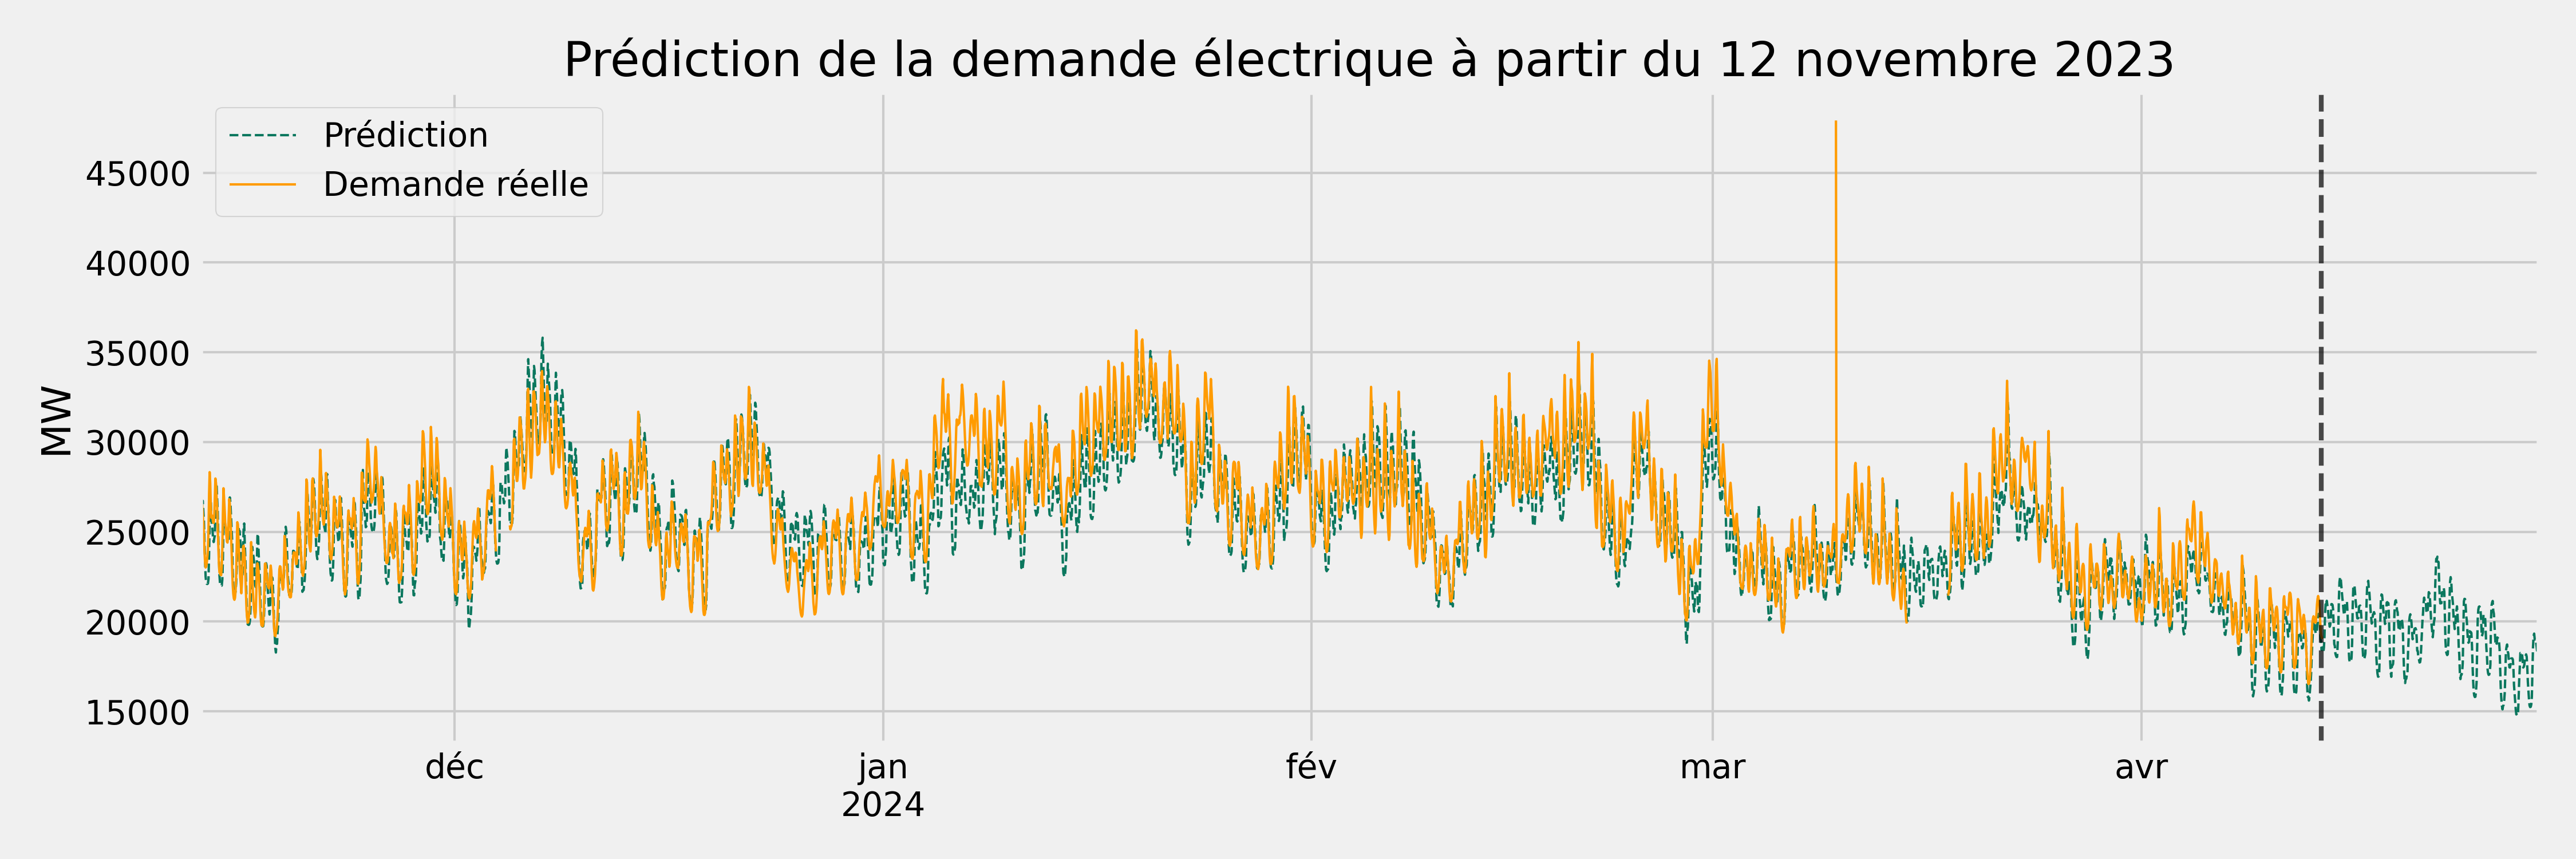 Prédiction de la demande électrique à partir du 12 novembre 2023
Prédiction
Demande réelle
MW
45000
40000
35000
30000
25000
20000
15000
déc
jan
2024
fév
mar
avr